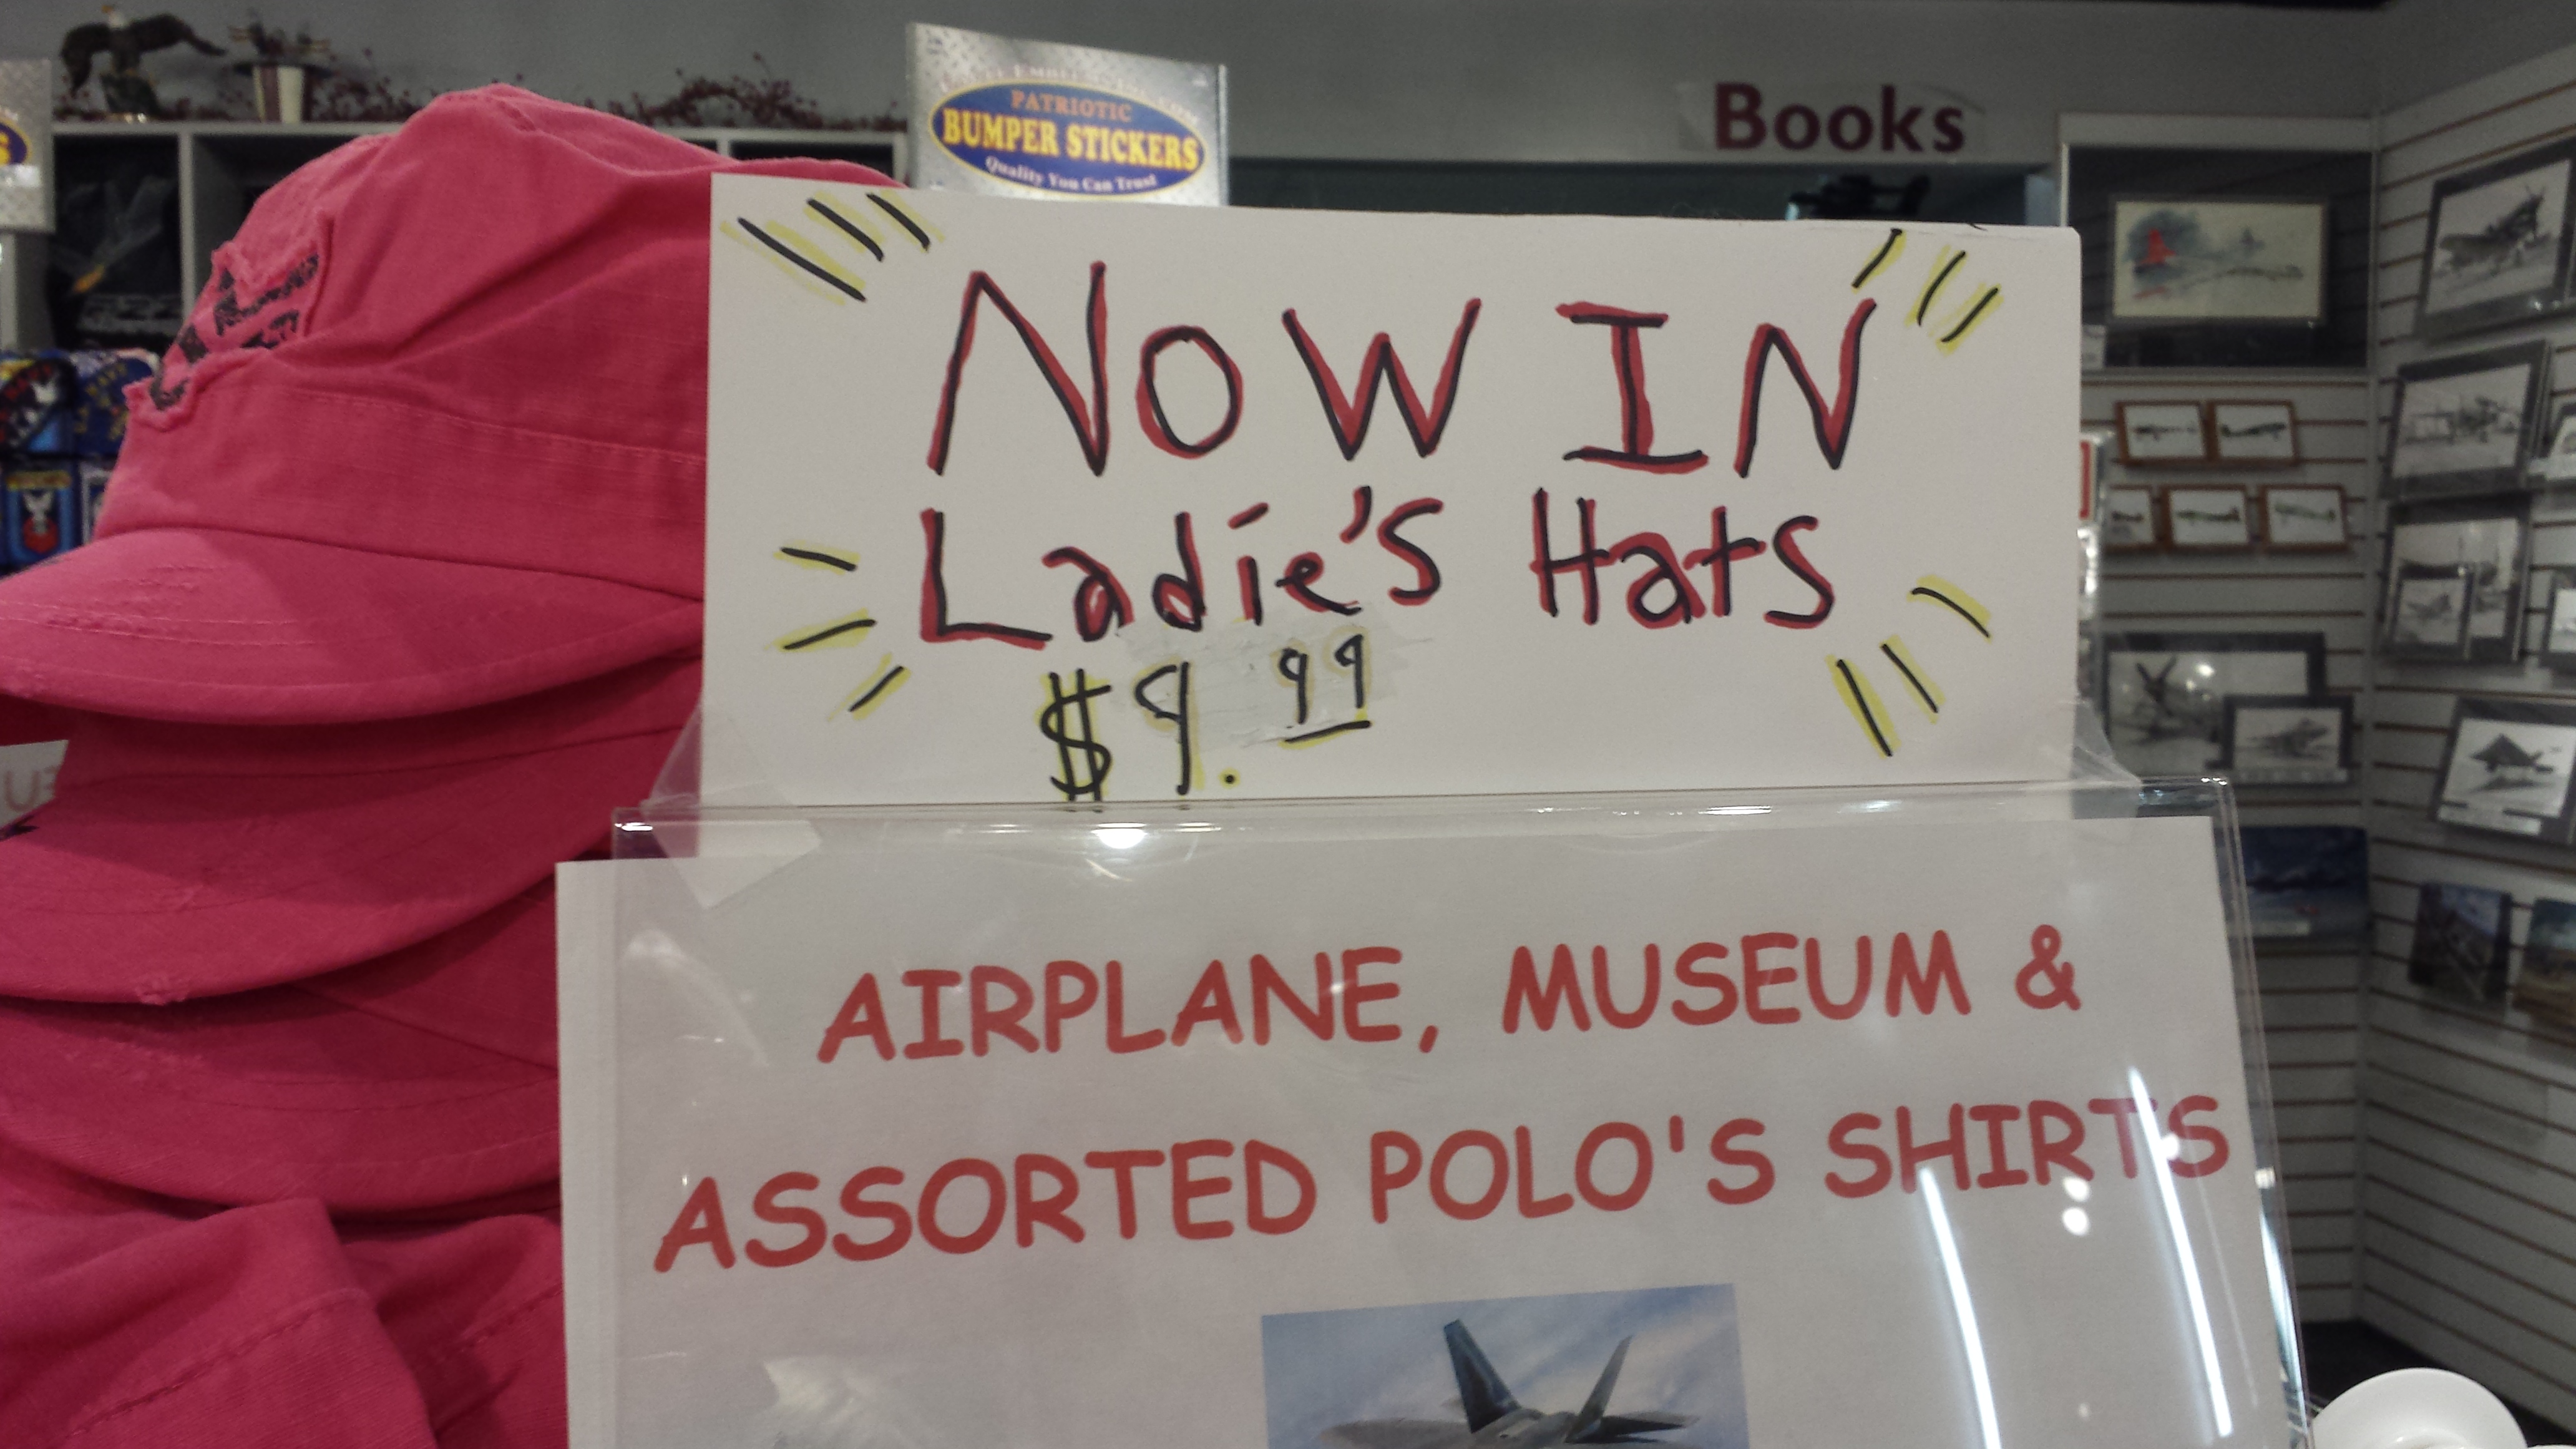 PATRIOTIC
BUMPER STICKERS
Quality You Can Trust
Books
NOW IN
Ladie's Hats
$9.99
AIRPLANE, MUSEUM &
ASSORTED POLO'S SHIRTS